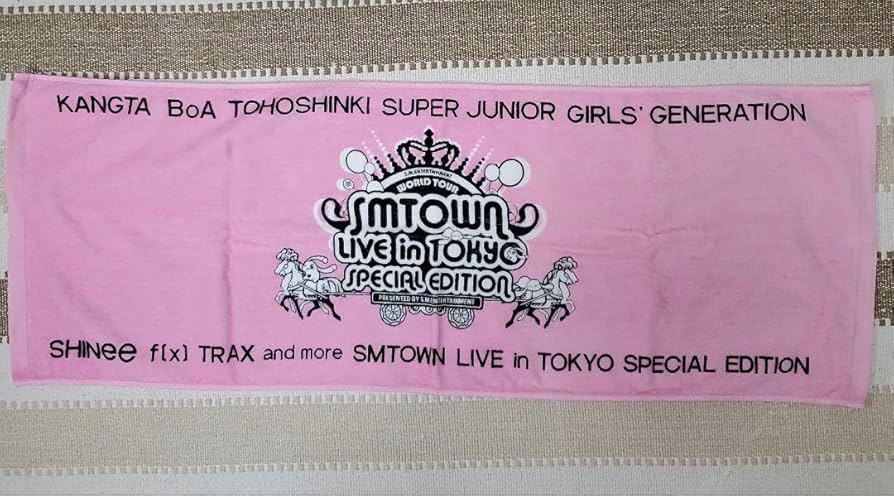 KANGTA BoA TOHOSHINKI SUPER JUNIOR GIRLS' GENERATION
S.M.ENTERTAINMENT
WORLD TOUR
SMTOWN
LIVE in TOKYO
SPECIAL EDITION
PRESENTED BY S.M.ENTERTAINMENT
SHINee f(x) TRAX and more SMTOWN LIVE in TOKYO SPECIAL EDITION